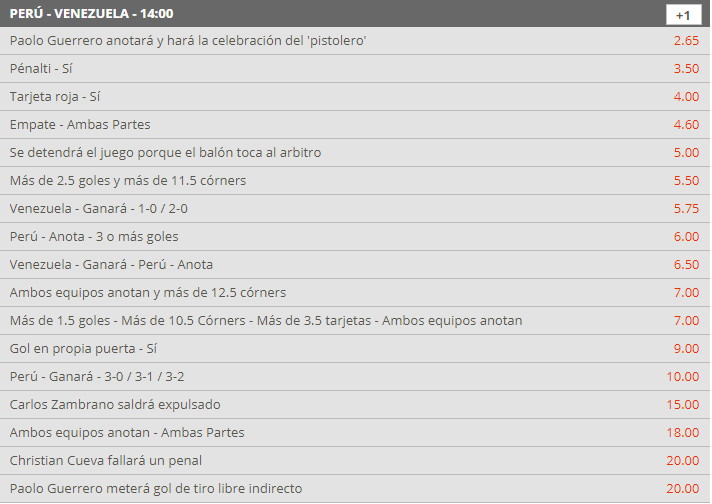 PERÚ - VENEZUELA - 14:00 +1
Paolo Guerrero anotará y hará la celebración del 'pistolero' 2.65
Pénalti - Sí 3.50
Tarjeta roja - Sí 4.00
Empate - Ambas Partes 4.60
Se detendrá el juego porque el balón toca al arbitro 5.00
Más de 2.5 goles y más de 11.5 córners 5.50
Venezuela - Ganará - 1-0 / 2-0 5.75
Perú - Anota - 3 o más goles 6.00
Venezuela - Ganará - Perú - Anota 6.50
Ambos equipos anotan y más de 12.5 córners 7.00
Más de 1.5 goles - Más de 10.5 Córners - Más de 3.5 tarjetas - Ambos equipos anotan 7.00
Gol en propia puerta - Sí 9.00
Perú - Ganará - 3-0 / 3-1 / 3-2 10.00
Carlos Zambrano saldrá expulsado 15.00
Ambos equipos anotan - Ambas Partes 18.00
Christian Cueva fallará un penal 20.00
Paolo Guerrero meterá gol de tiro libre indirecto 20.00